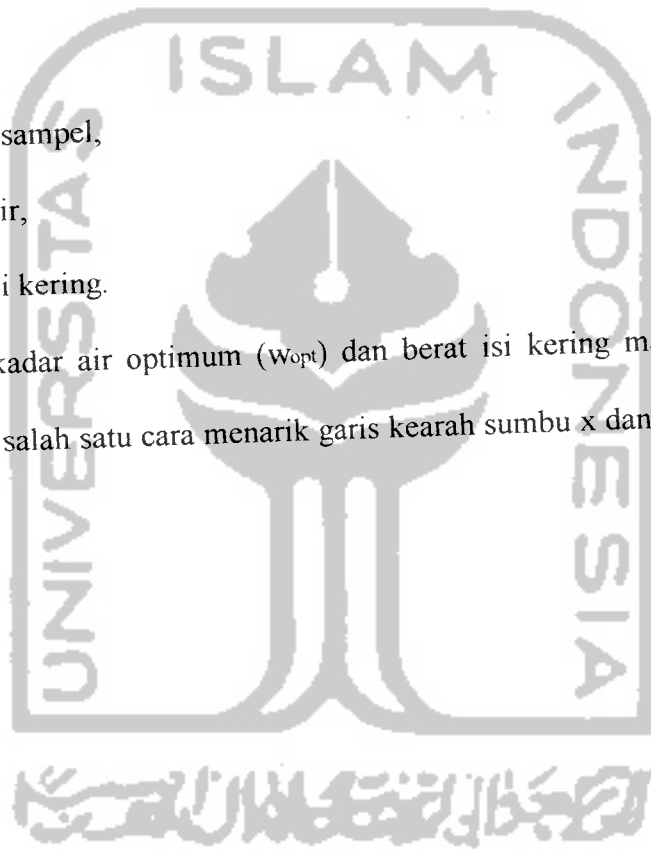 ISLAM
UNIVERSITAS
INDONESIA
sampel,
ir,
i kering.
kadar air optimum (wopt) dan berat isi kering ma
salah satu cara menarik garis kearah sumbu x dan